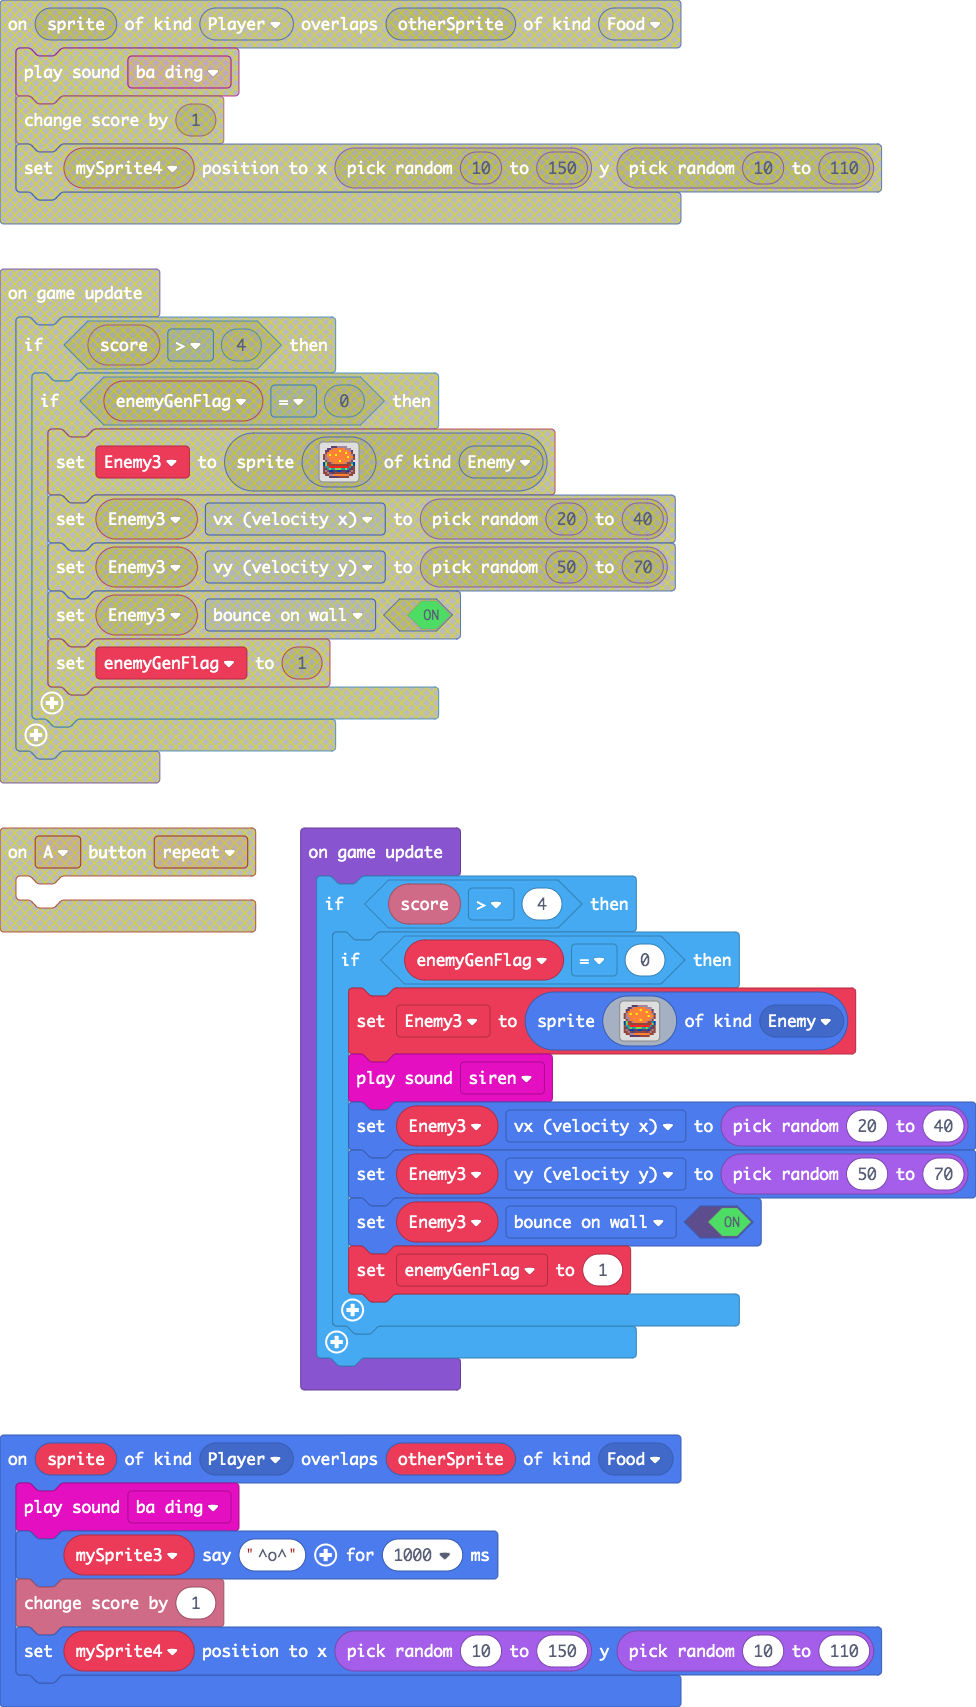 on sprite of kind Player overlaps otherSprite of kind Food
play sound ba ding
change score by 1
set mySprite4 position to x pick random 10 to 150 y pick random 10 to 110
on game update
if score > 4 then
if enemyGenFlag = 0 then
set Enemy3 to sprite of kind Enemy
set Enemy3 vx (velocity x) to pick random 20 to 40
set Enemy3 vy (velocity y) to pick random 50 to 70
set Enemy3 bounce on wall ON
set enemyGenFlag to 1
on A button repeat
on game update
if score > 4 then
if enemyGenFlag = 0 then
set Enemy3 to sprite of kind Enemy
play sound siren
set Enemy3 vx (velocity x) to pick random 20 to 40
set Enemy3 vy (velocity y) to pick random 50 to 70
set Enemy3 bounce on wall ON
set enemyGenFlag to 1
on sprite of kind Player overlaps otherSprite of kind Food
play sound ba ding
mySprite3 say "^o^" for 1000 ms
change score by 1
set mySprite4 position to x pick random 10 to 150 y pick random 10 to 110